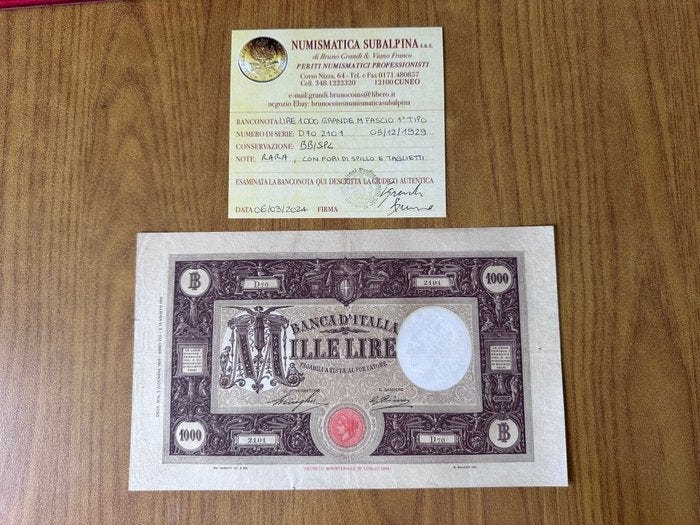 NUMISMATICA SUBALPINA s.a.s.
di Bruno Grandi & Viano Franco
PERITI NUMISMATICI PROFESSIONISTI
Corso Nizza, 64 - Tel. e Fax 0171.480857
Cell. 348.1222320 12100 CUNEO
e-mail:grandi.brunocoins@libero.it
negozio Ebay: brunocoinsnumismaticasubalpina
BANCONOTA: LIRE 1000 GRANDE M FASCIO 1° TIPO
NUMERO DI SERIE: D70 2101 05/12/1929
CONSERVAZIONE: BB/SPL
NOTE: RARA, CON FORI DI SPILLO E TAGLIETTI
ESAMINATA LA BANCONOTA QUI DESCRITTA LA GIUDICO AUTENTICA
DATA 06/03/2024 FIRMA
B D70 2101 1000
BANCA D'ITALIA
MILLE LIRE
PAGABILI A VISTA AL PORTATORE
1000 2101 D70 B
DECRETO MINISTERIALE